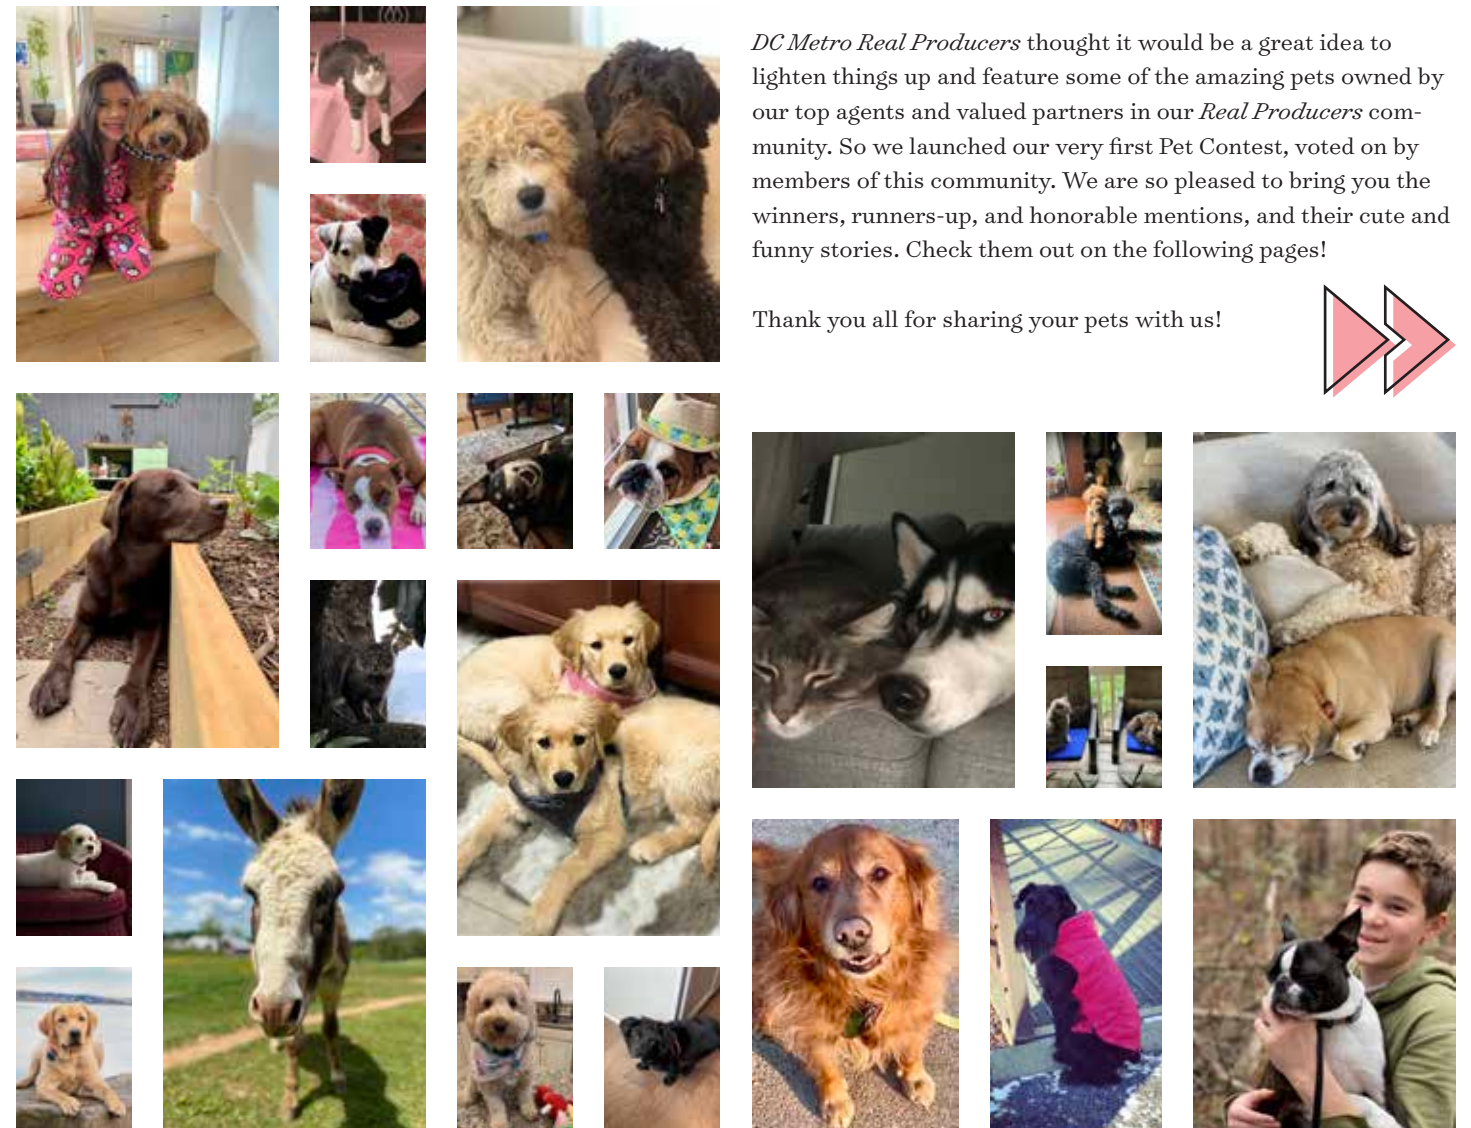 DC Metro Real Producers thought it would be a great idea to
lighten things up and feature some of the amazing pets owned by
our top agents and valued partners in our Real Producers com-
munity. So we launched our very first Pet Contest, voted on by
members of this community. We are so pleased to bring you the
winners, runners-up, and honorable mentions, and their cute and
funny stories. Check them out on the following pages!
Thank you all for sharing your pets with us!